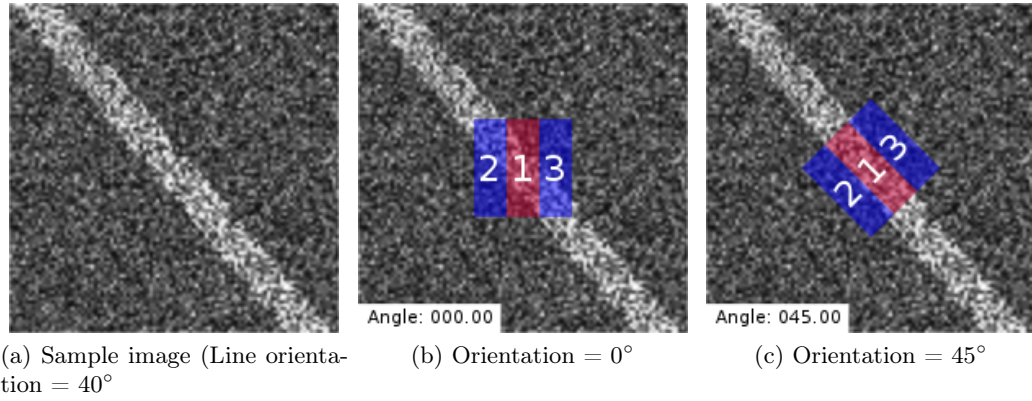 2 1 3
2 1 3
Angle: 000.00
Angle: 045.00
(a) Sample image (Line orienta-
tion = 40°
(b) Orientation = 0°
(c) Orientation = 45°